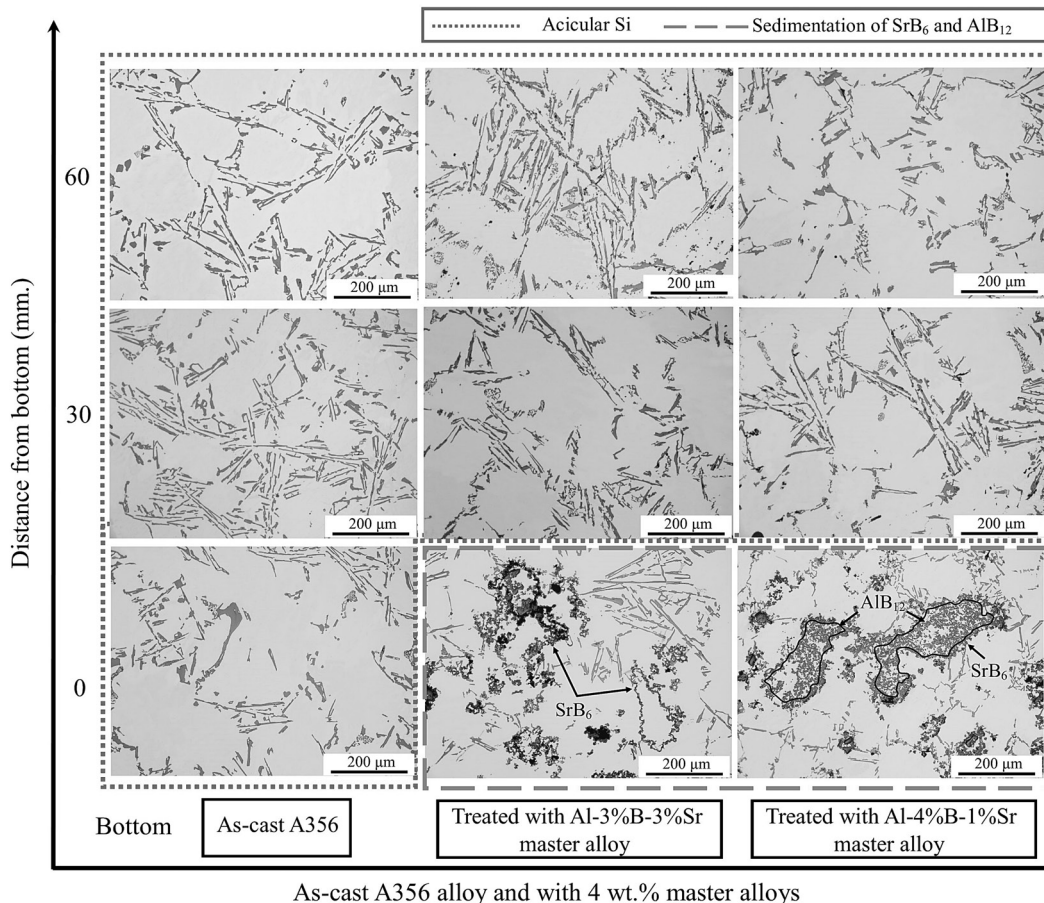 Acicular Si
Sedimentation of SrB₆ and AlB₁₂
Distance from bottom (mm.)
60
200 μm
200 μm
200 μm
30
200 μm
200 μm
200 μm
0
200 μm
SrB₆
200 μm
AlB₁₂
SrB₆
200 μm
Bottom
As-cast A356
Treated with Al-3%B-3%Sr
master alloy
Treated with Al-4%B-1%Sr
master alloy
As-cast A356 alloy and with 4 wt.% master alloys